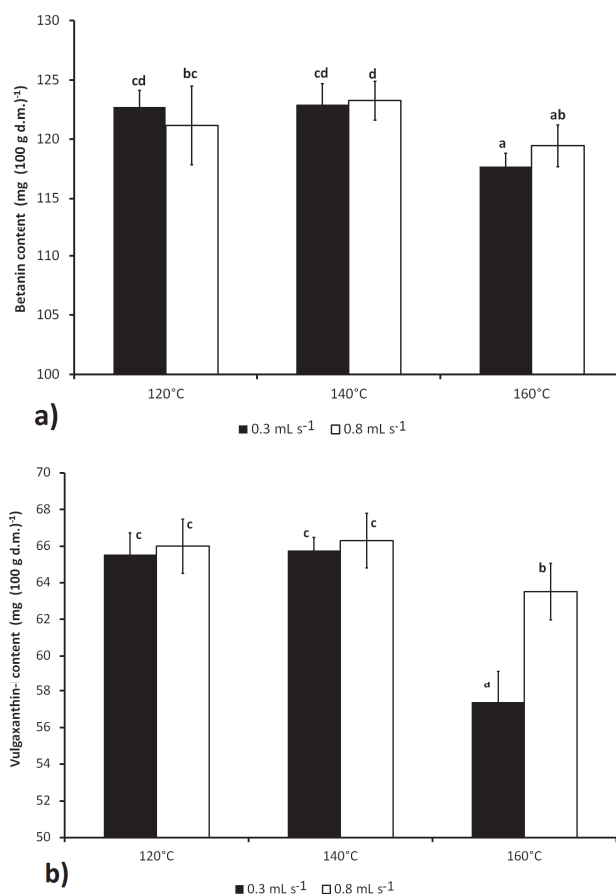 125
120
115
110
105
100
130
Betanin content (mg (100 g d.m.)-1)
cd
bc
cd
d
a
ab
120°C
140°C
160°C
a)
0.3 mL s-1
0.8 mL s-1
70
68
66
64
62
60
58
56
54
52
50
Vulgaxanthin- content (mg (100 g d.m.)-1)
c
c
c
c
b
120°C
140°C
160°C
b)
0.3 mL s-1
0.8 mL s-1